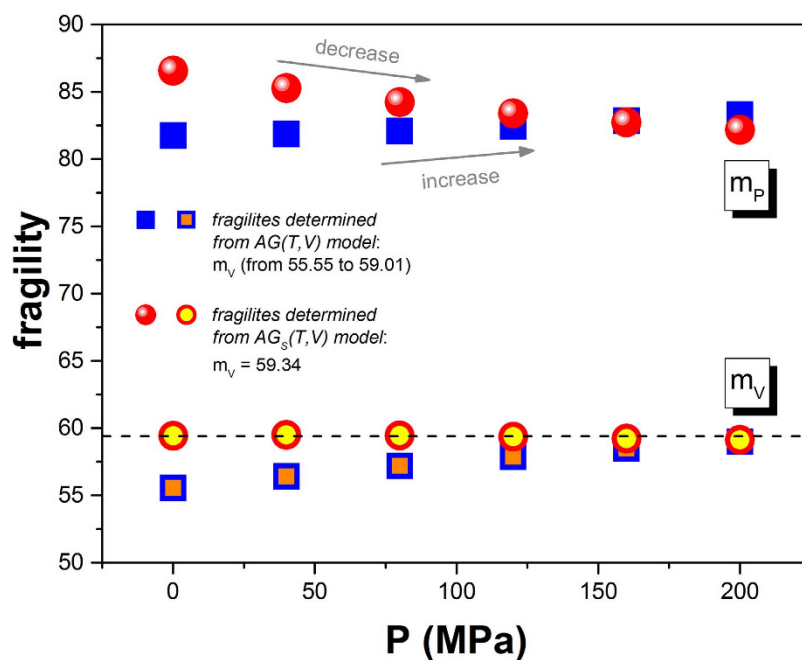 90
85
80
75
70
65
60
55
50
fragility
decrease
increase
m_P
fragilites determined
from AG(T,V) model:
m_V (from 55.55 to 59.01)
fragilites determined
from AG_S(T,V) model:
m_V = 59.34
m_V
0
50
100
150
200
P (MPa)